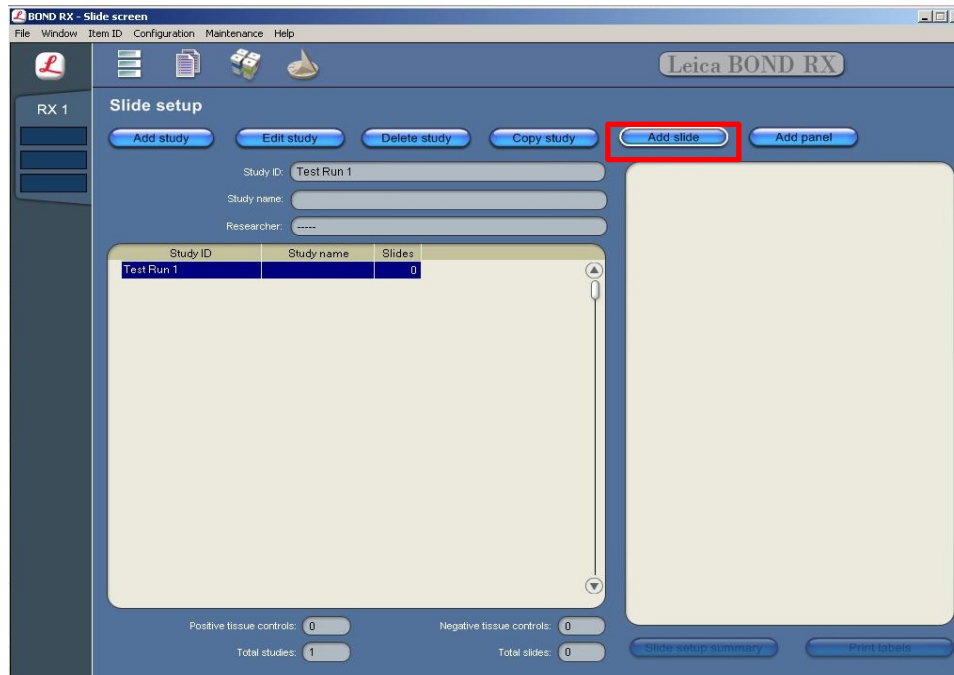 BOND RX - Slide screen
File Window Item ID Configuration Maintenance Help
Leica BOND RX
RX 1
Slide setup
Add study Edit study Delete study Copy study Add slide Add panel
Study ID: Test Run 1
Study name:
Researcher: -----
Study ID Study name Slides
Test Run 1 0
Positive tissue controls: 0 Negative tissue controls: 0
Total studies: 1 Total slides: 0
Slide setup summary Print labels